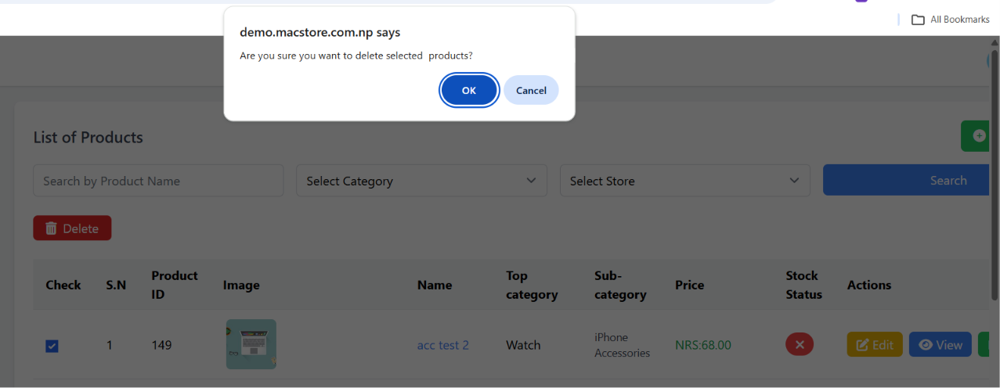 All Bookmarks
demo.macstore.com.np says
Are you sure you want to delete selected products?
OK
Cancel
List of Products
Search by Product Name
Select Category
Select Store
Search
Delete
Check
S.N
Product
ID
Image
Name
Top
category
Sub-
category
Price
Stock
Status
Actions
1
149
acc test 2
Watch
iPhone
Accessories
NRS:68.00
Edit
View